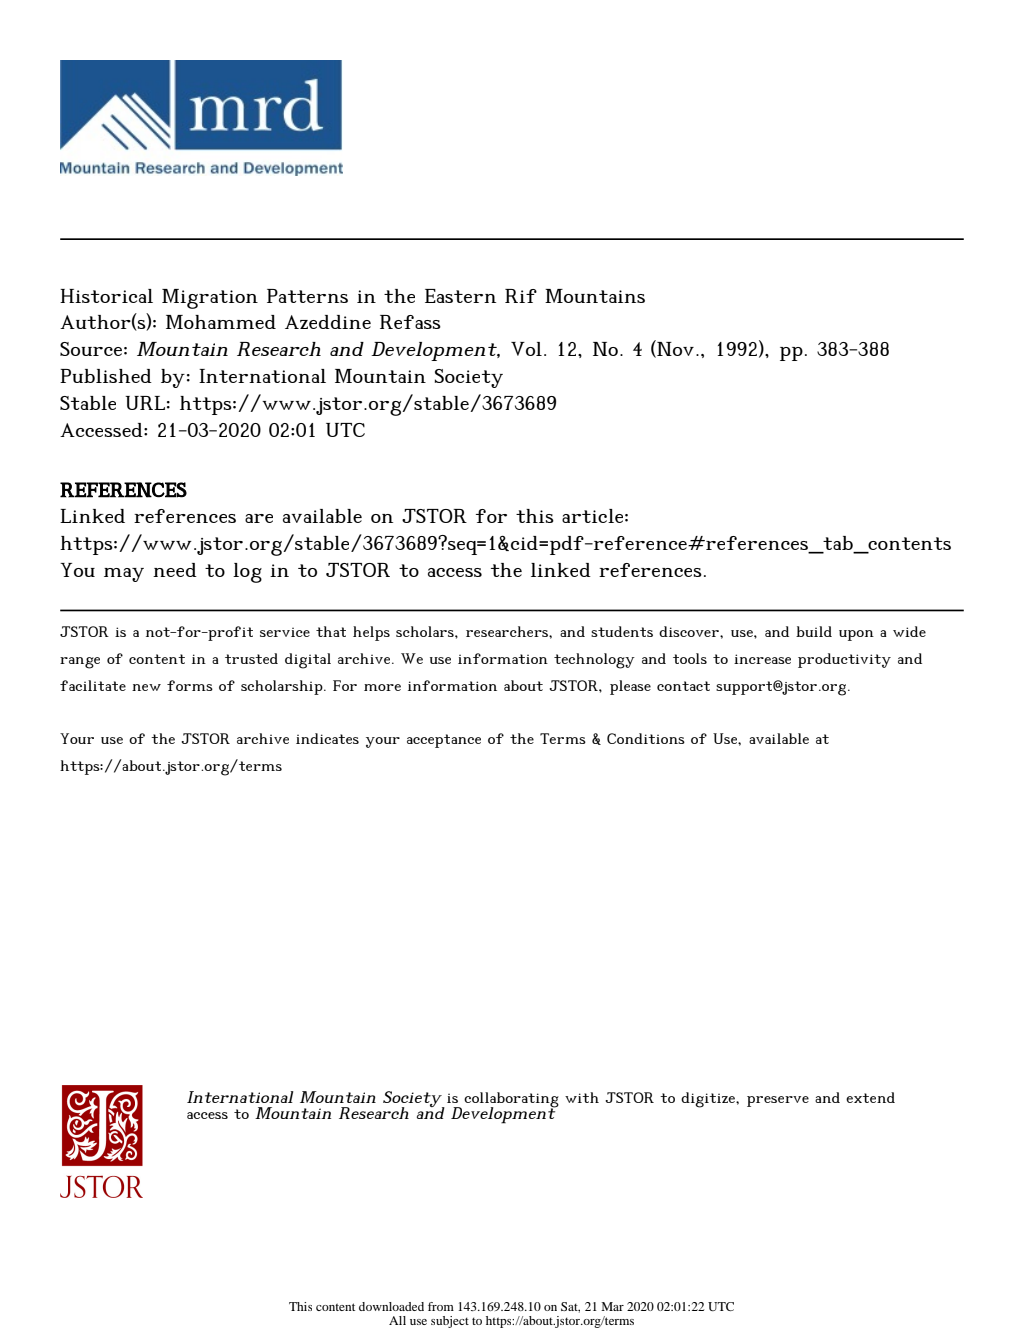 mrd
Mountain Research and Development
Historical Migration Patterns in the Eastern Rif Mountains
Author(s): Mohammed Azeddine Refass
Source: Mountain Research and Development, Vol. 12, No. 4 (Nov., 1992), pp. 383-388
Published by: International Mountain Society
Stable URL: https://www.jstor.org/stable/3673689
Accessed: 21-03-2020 02:01 UTC
REFERENCES
Linked references are available on JSTOR for this article:
https://www.jstor.org/stable/3673689?seq=1&cid=pdf-reference#references_tab_contents
You may need to log in to JSTOR to access the linked references.
JSTOR is a not-for-profit service that helps scholars, researchers, and students discover, use, and build upon a wide
range of content in a trusted digital archive. We use information technology and tools to increase productivity and
facilitate new forms of scholarship. For more information about JSTOR, please contact support@jstor.org.
Your use of the JSTOR archive indicates your acceptance of the Terms & Conditions of Use, available at
https://about.jstor.org/terms
J
JSTOR
International Mountain Society is collaborating with JSTOR to digitize, preserve and extend
access to Mountain Research and Development
This content downloaded from 143.169.248.10 on Sat, 21 Mar 2020 02:01:22 UTC
All use subject to https://about.jstor.org/terms